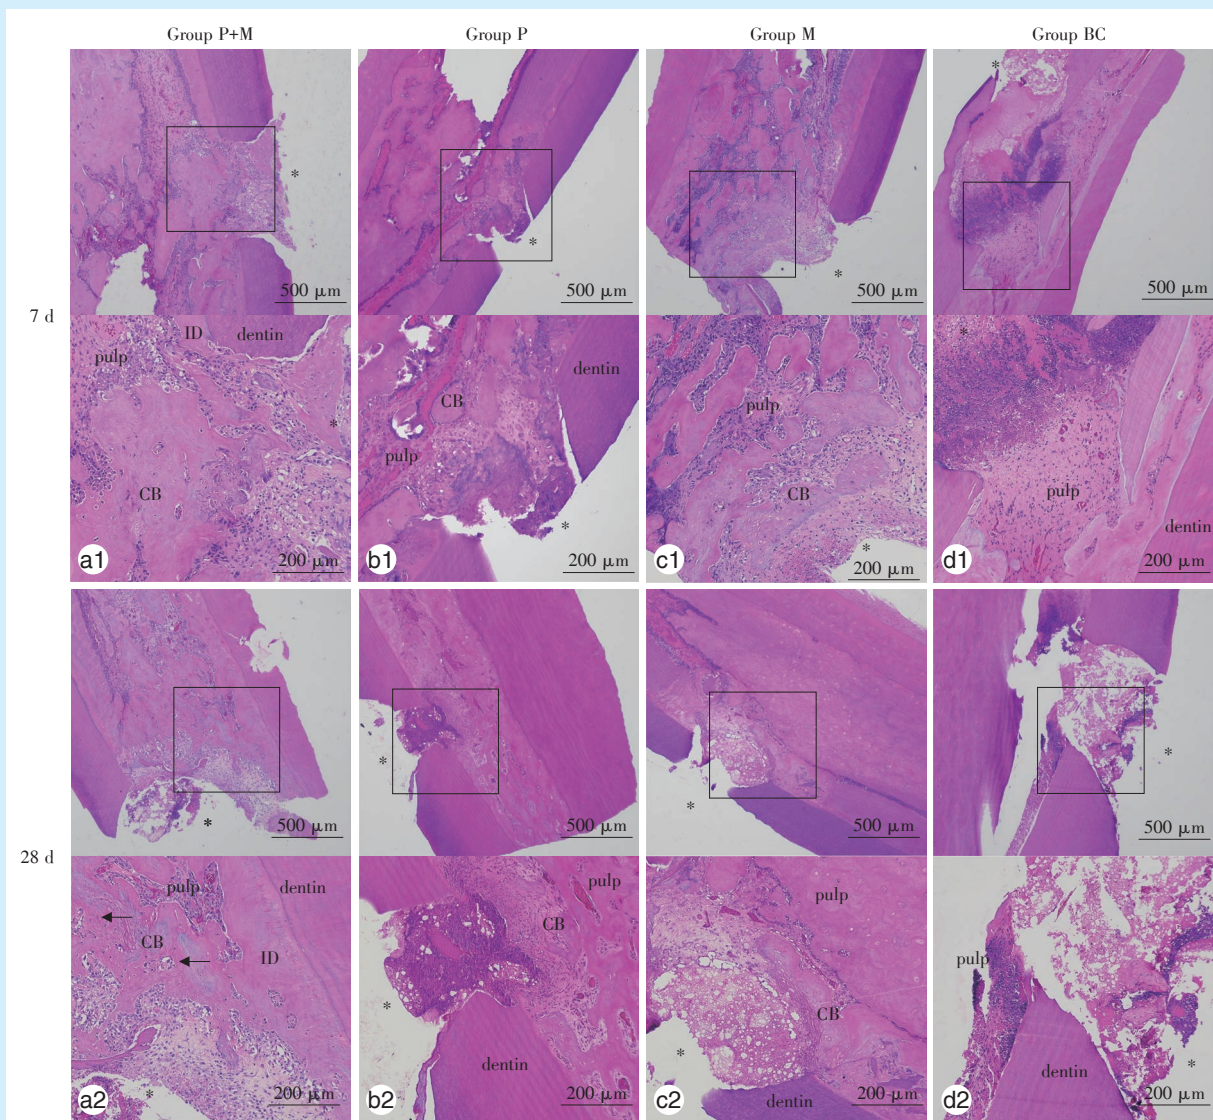 Group P+M Group P Group M Group BC
* * * *
500 μm 500 μm 500 μm 500 μm
7 d
ID dentin pulp CB * a1 200 μm
dentin CB pulp * b1 200 μm
pulp CB * c1 200 μm
* pulp dentin d1 200 μm
* * * *
500 μm 500 μm 500 μm 500 μm
28 d
pulp dentin CB ID * a2 200 μm
pulp CB * dentin b2 200 μm
pulp CB * dentin c2 200 μm
pulp * dentin d2 200 μm